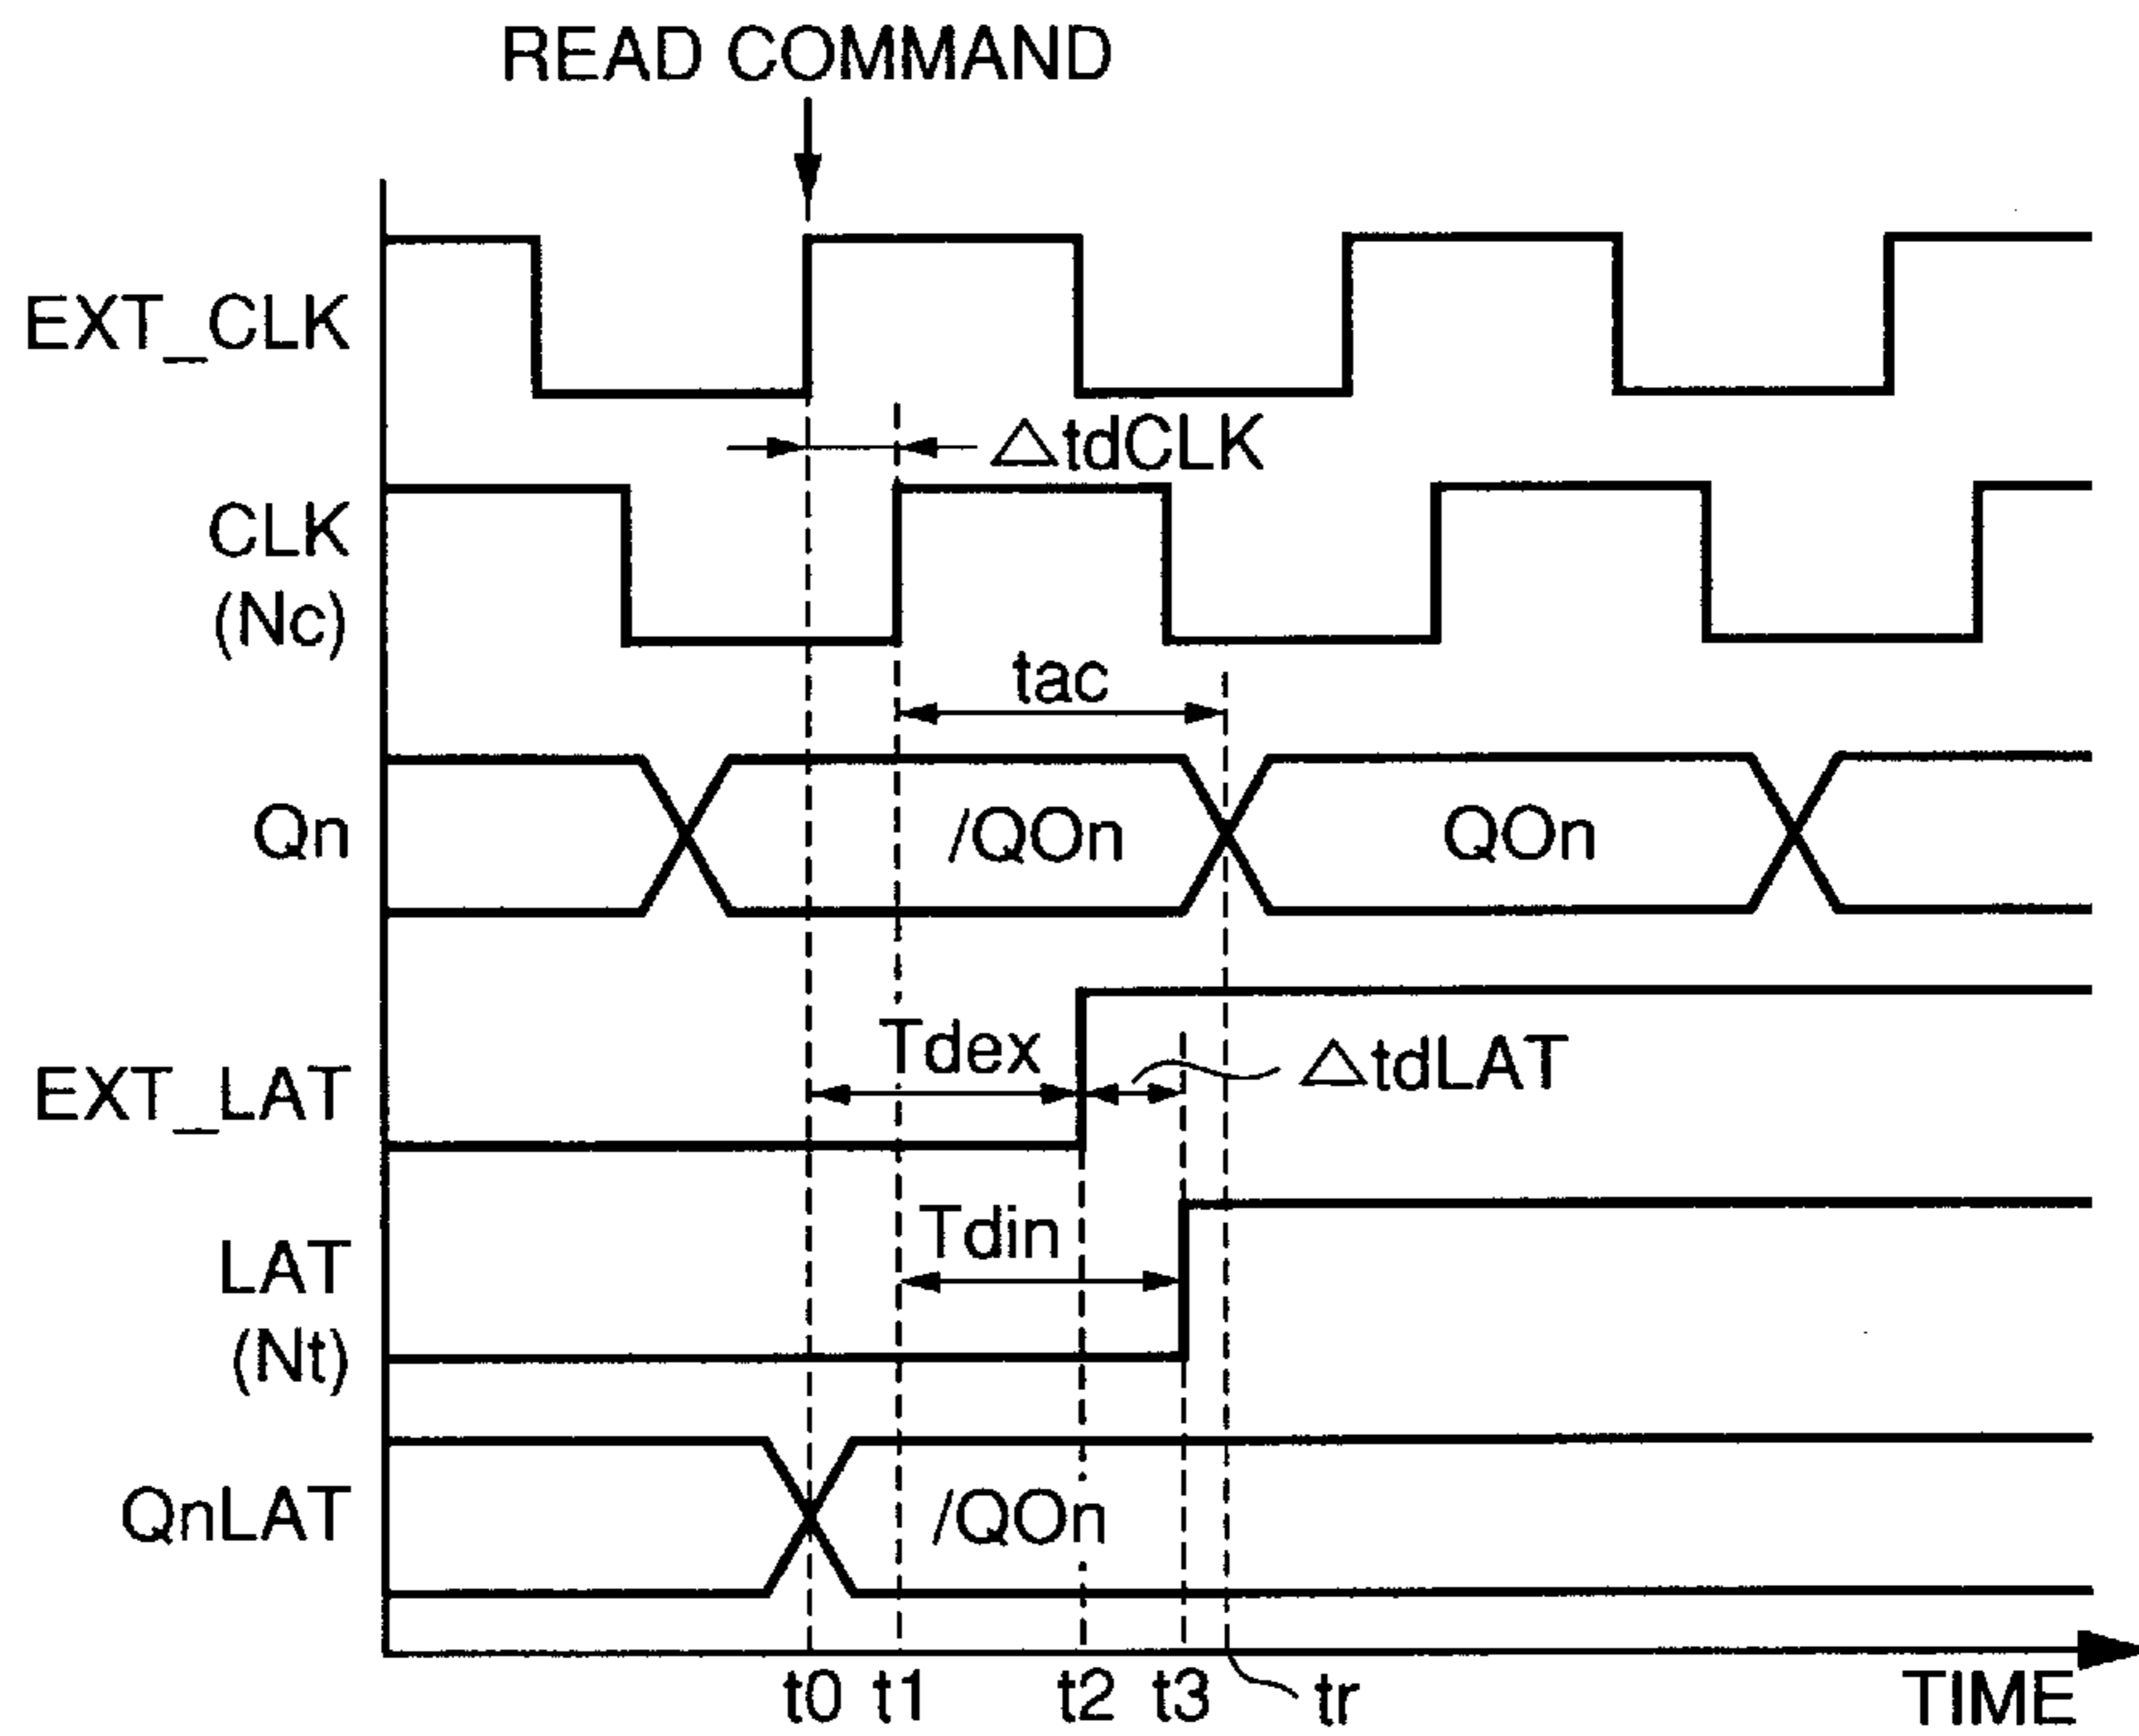 READ COMMAND
EXT_CLK
△tdCLK
CLK
(Nc)
tac
Qn
/QOn
QOn
Tdex
△tdLAT
EXT_LAT
Tdin
LAT
(Nt)
QnLAT
/QOn
t0 t1 t2 t3 tr TIME